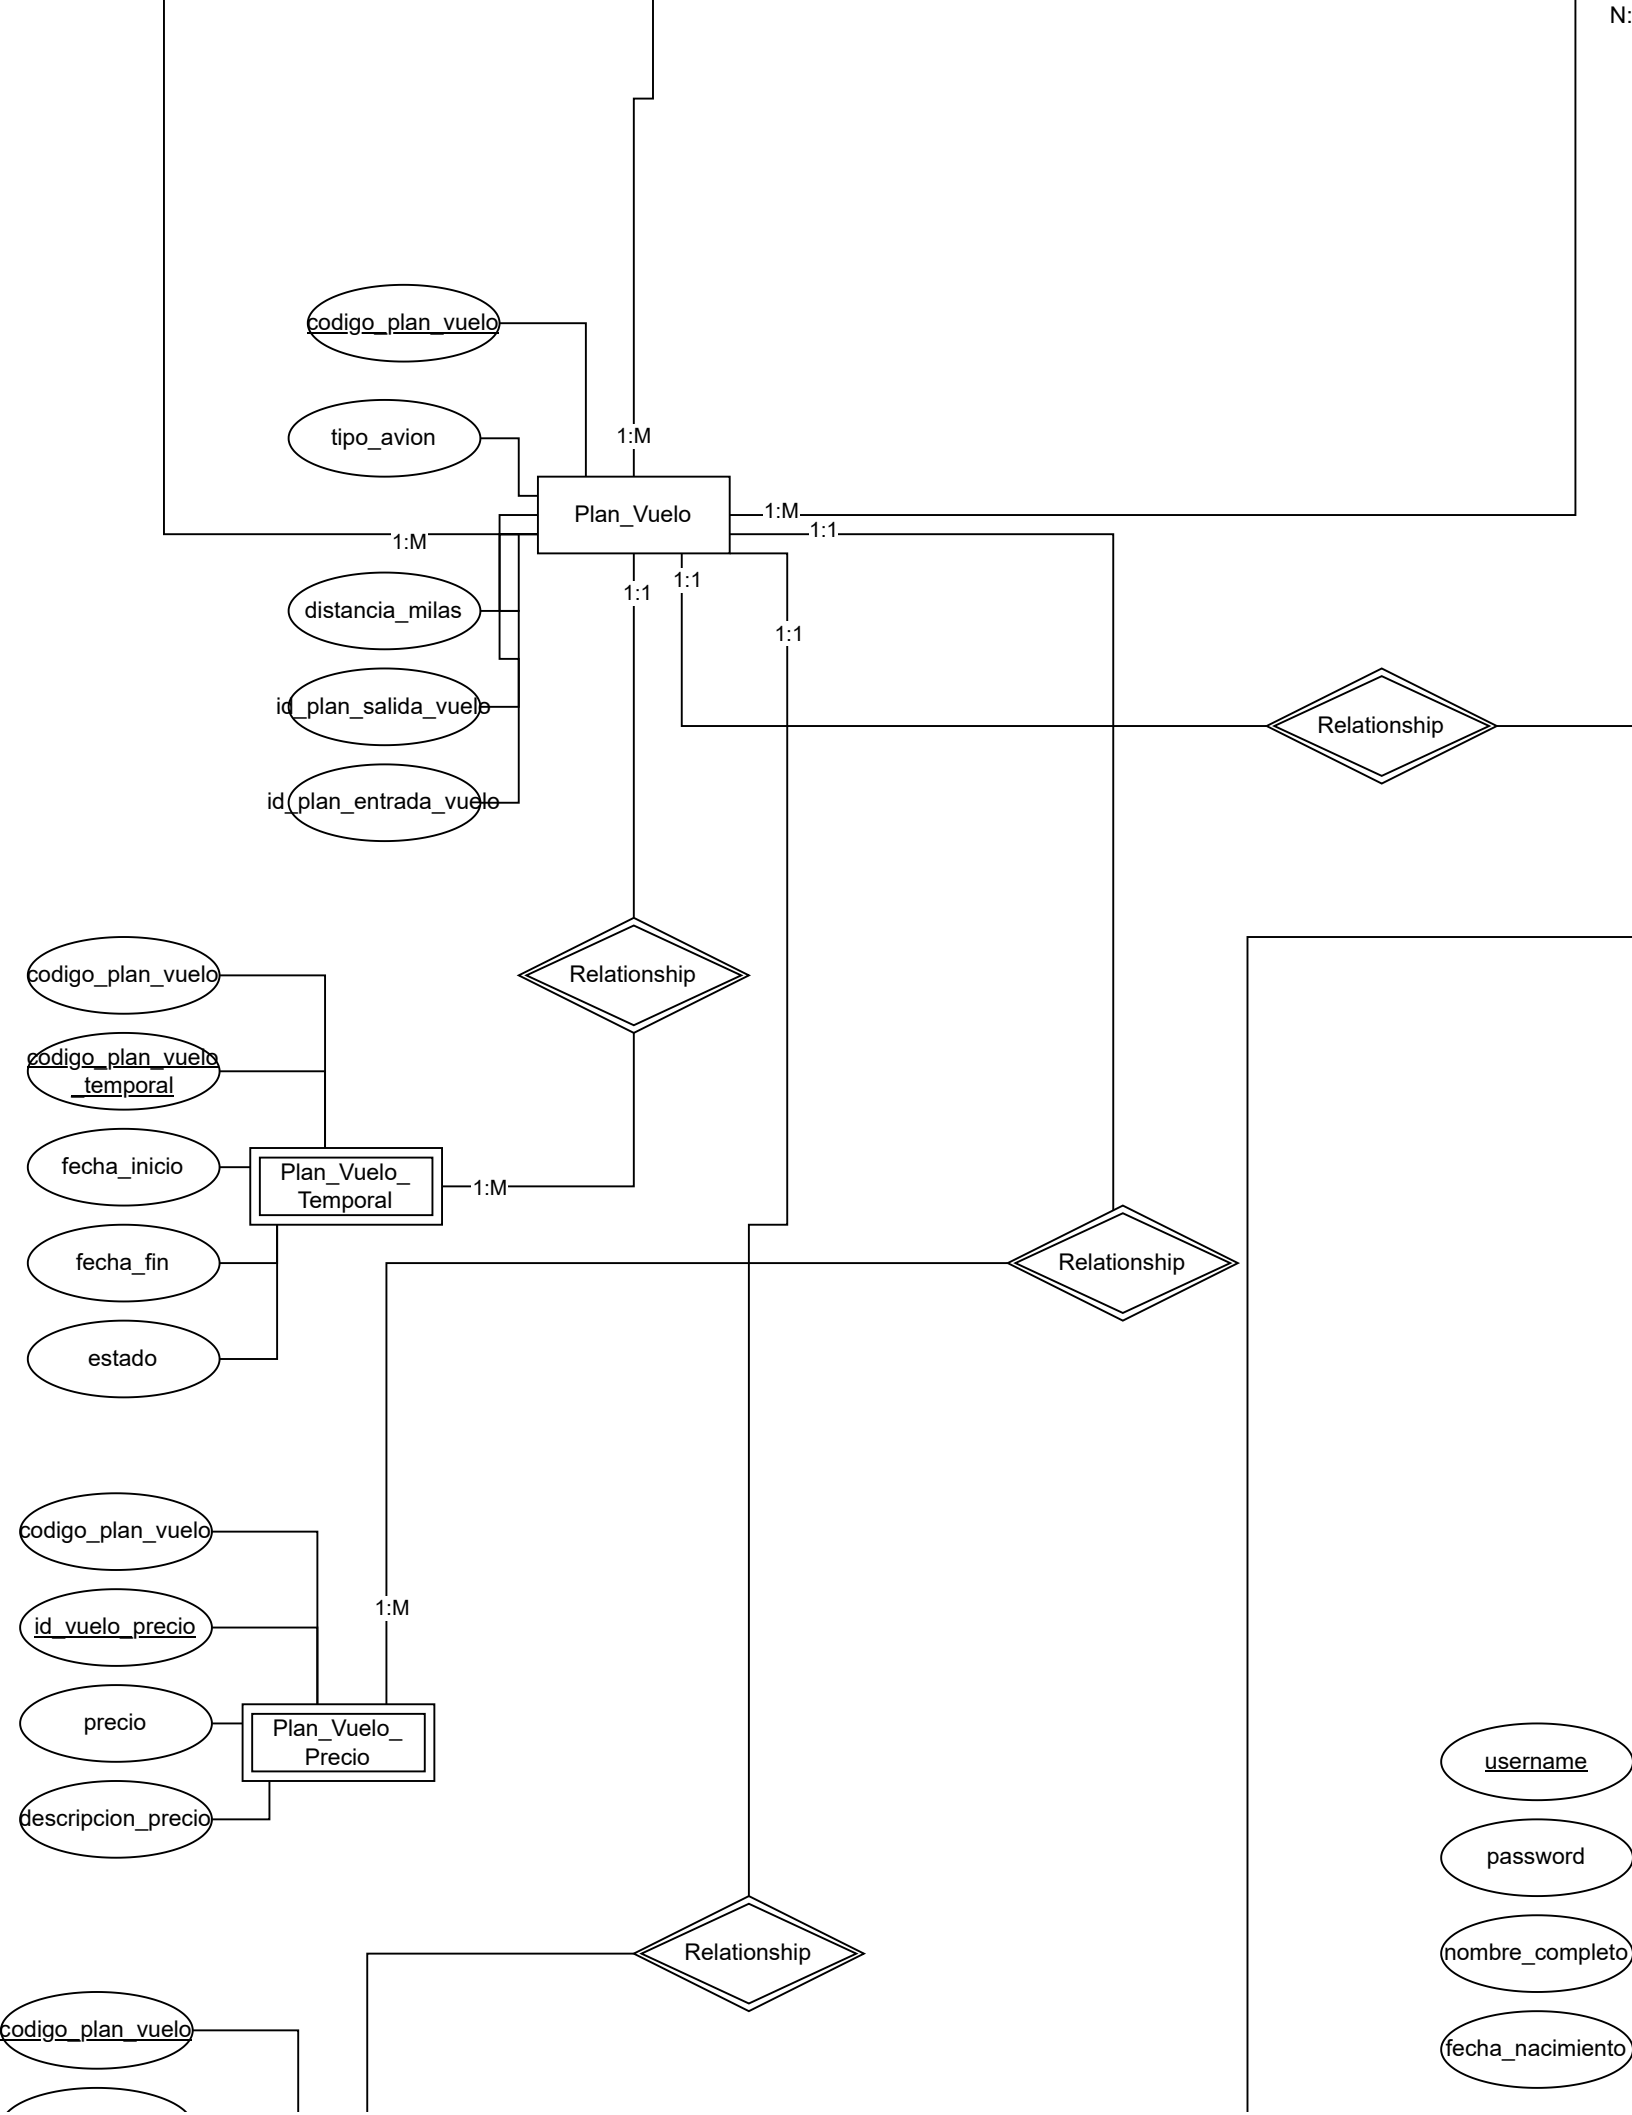 N:
codigo_plan_vuelo
tipo_avion
1:M
Plan_Vuelo
1:M
1:1
1:M
1:1
1:1
distancia_milas
1:1
id_plan_salida_vuelo
Relationship
id_plan_entrada_vuelo
codigo_plan_vuelo
Relationship
codigo_plan_vuelo
_temporal
fecha_inicio
Plan_Vuelo_
Temporal
1:M
fecha_fin
Relationship
estado
codigo_plan_vuelo
1:M
id_vuelo_precio
precio
Plan_Vuelo_
Precio
descripcion_precio
username
password
Relationship
nombre_completo
codigo_plan_vuelo
fecha_nacimiento